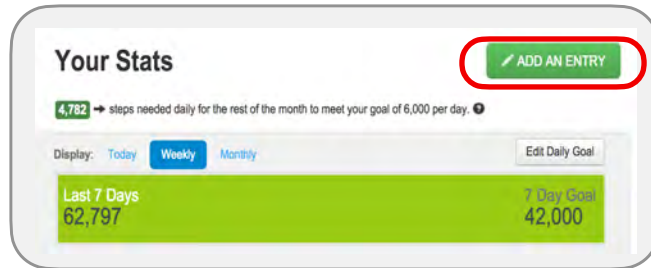 Your Stats
ADD AN ENTRY
4,782 → steps needed daily for the rest of the month to meet your goal of 6,000 per day. ?
Display: Today Weekly Monthly
Edit Daily Goal
Last 7 Days
7 Day Goal
62,797
42,000